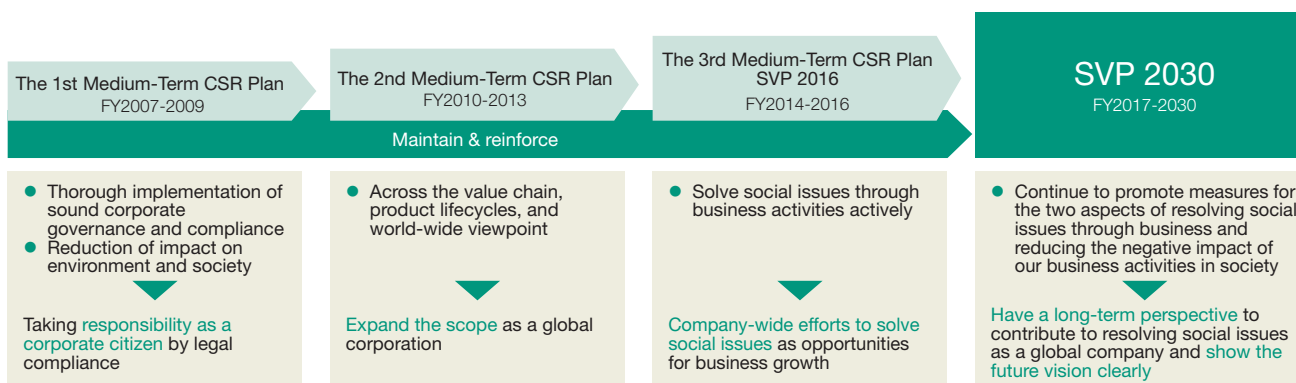 The 1st Medium-Term CSR Plan
FY2007-2009
The 2nd Medium-Term CSR Plan
FY2010-2013
The 3rd Medium-Term CSR Plan
SVP 2016
FY2014-2016
SVP 2030
FY2017-2030
Maintain & reinforce
● Thorough implementation of
sound corporate
governance and compliance
● Reduction of impact on
environment and society
Taking responsibility as a
corporate citizen by legal
compliance
● Across the value chain,
product lifecycles, and
world-wide viewpoint
Expand the scope as a global
corporation
● Solve social issues through
business activities actively
Company-wide efforts to solve
social issues as opportunities
for business growth
● Continue to promote measures for
the two aspects of resolving social
issues through business and
reducing the negative impact of
our business activities in society
Have a long-term perspective to
contribute to resolving social issues
as a global company and show the
future vision clearly